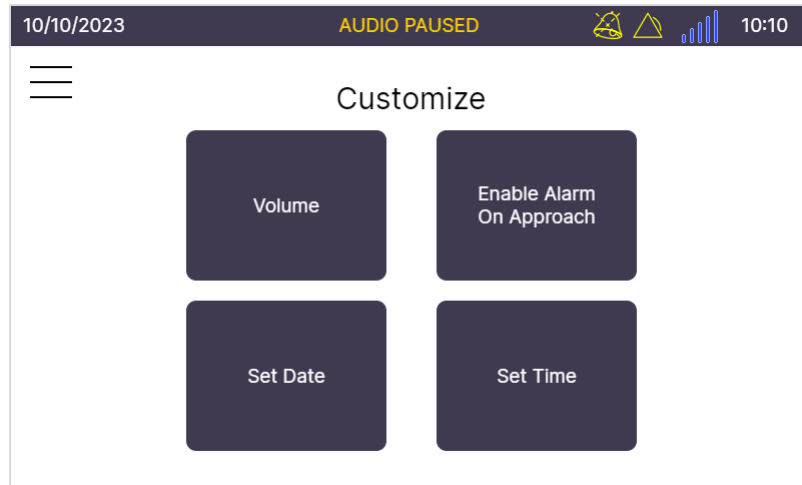 10/10/2023 AUDIO PAUSED 10:10
Customize
Volume
Enable Alarm
On Approach
Set Date
Set Time